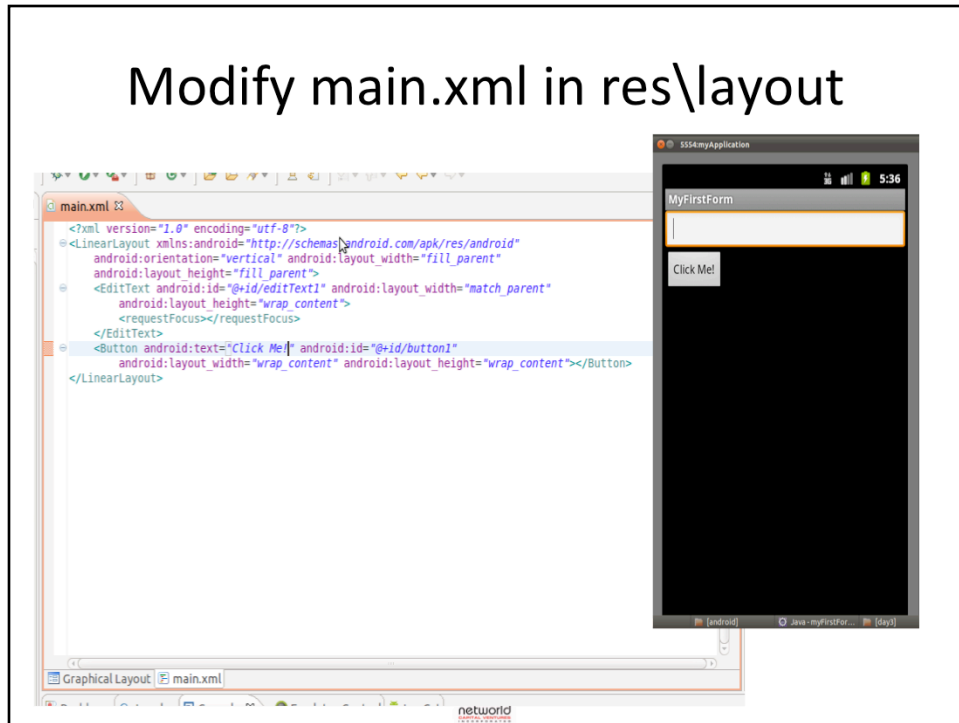 Modify main.xml in res\layout
5554:myApplication
3G 5:36
MyFirstForm
Click Me!
[android] Java - myFirstFor... [day3]
main.xml
<?xml version="1.0" encoding="utf-8"?>
<LinearLayout xmlns:android="http://schemas.android.com/apk/res/android"
android:orientation="vertical" android:layout_width="fill_parent"
android:layout_height="fill_parent">
<EditText android:id="@+id/editText1" android:layout_width="match_parent"
android:layout_height="wrap_content">
<requestFocus></requestFocus>
</EditText>
<Button android:text="Click Me!" android:id="@+id/button1"
android:layout_width="wrap_content" android:layout_height="wrap_content"></Button>
</LinearLayout>
Graphical Layout main.xml
networld
CAPITAL VENTURES
INCORPORATED